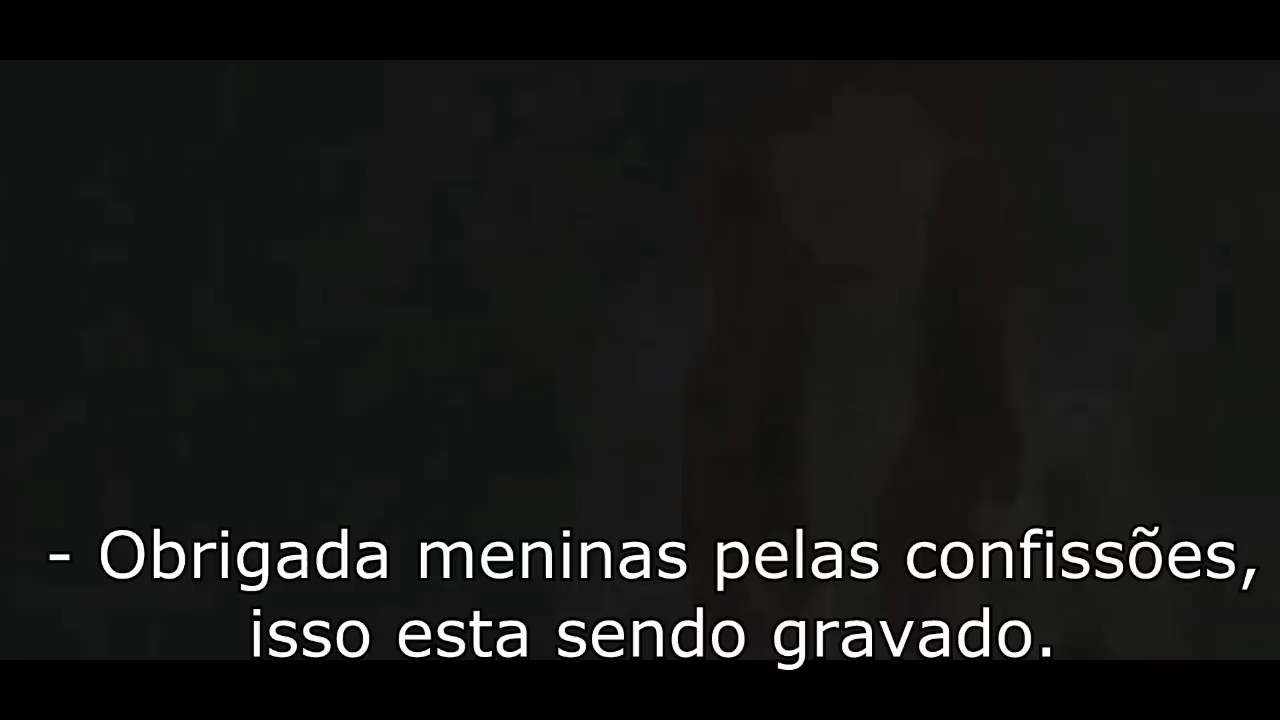 - Obrigada meninas pelas confissões,
isso esta sendo gravado.